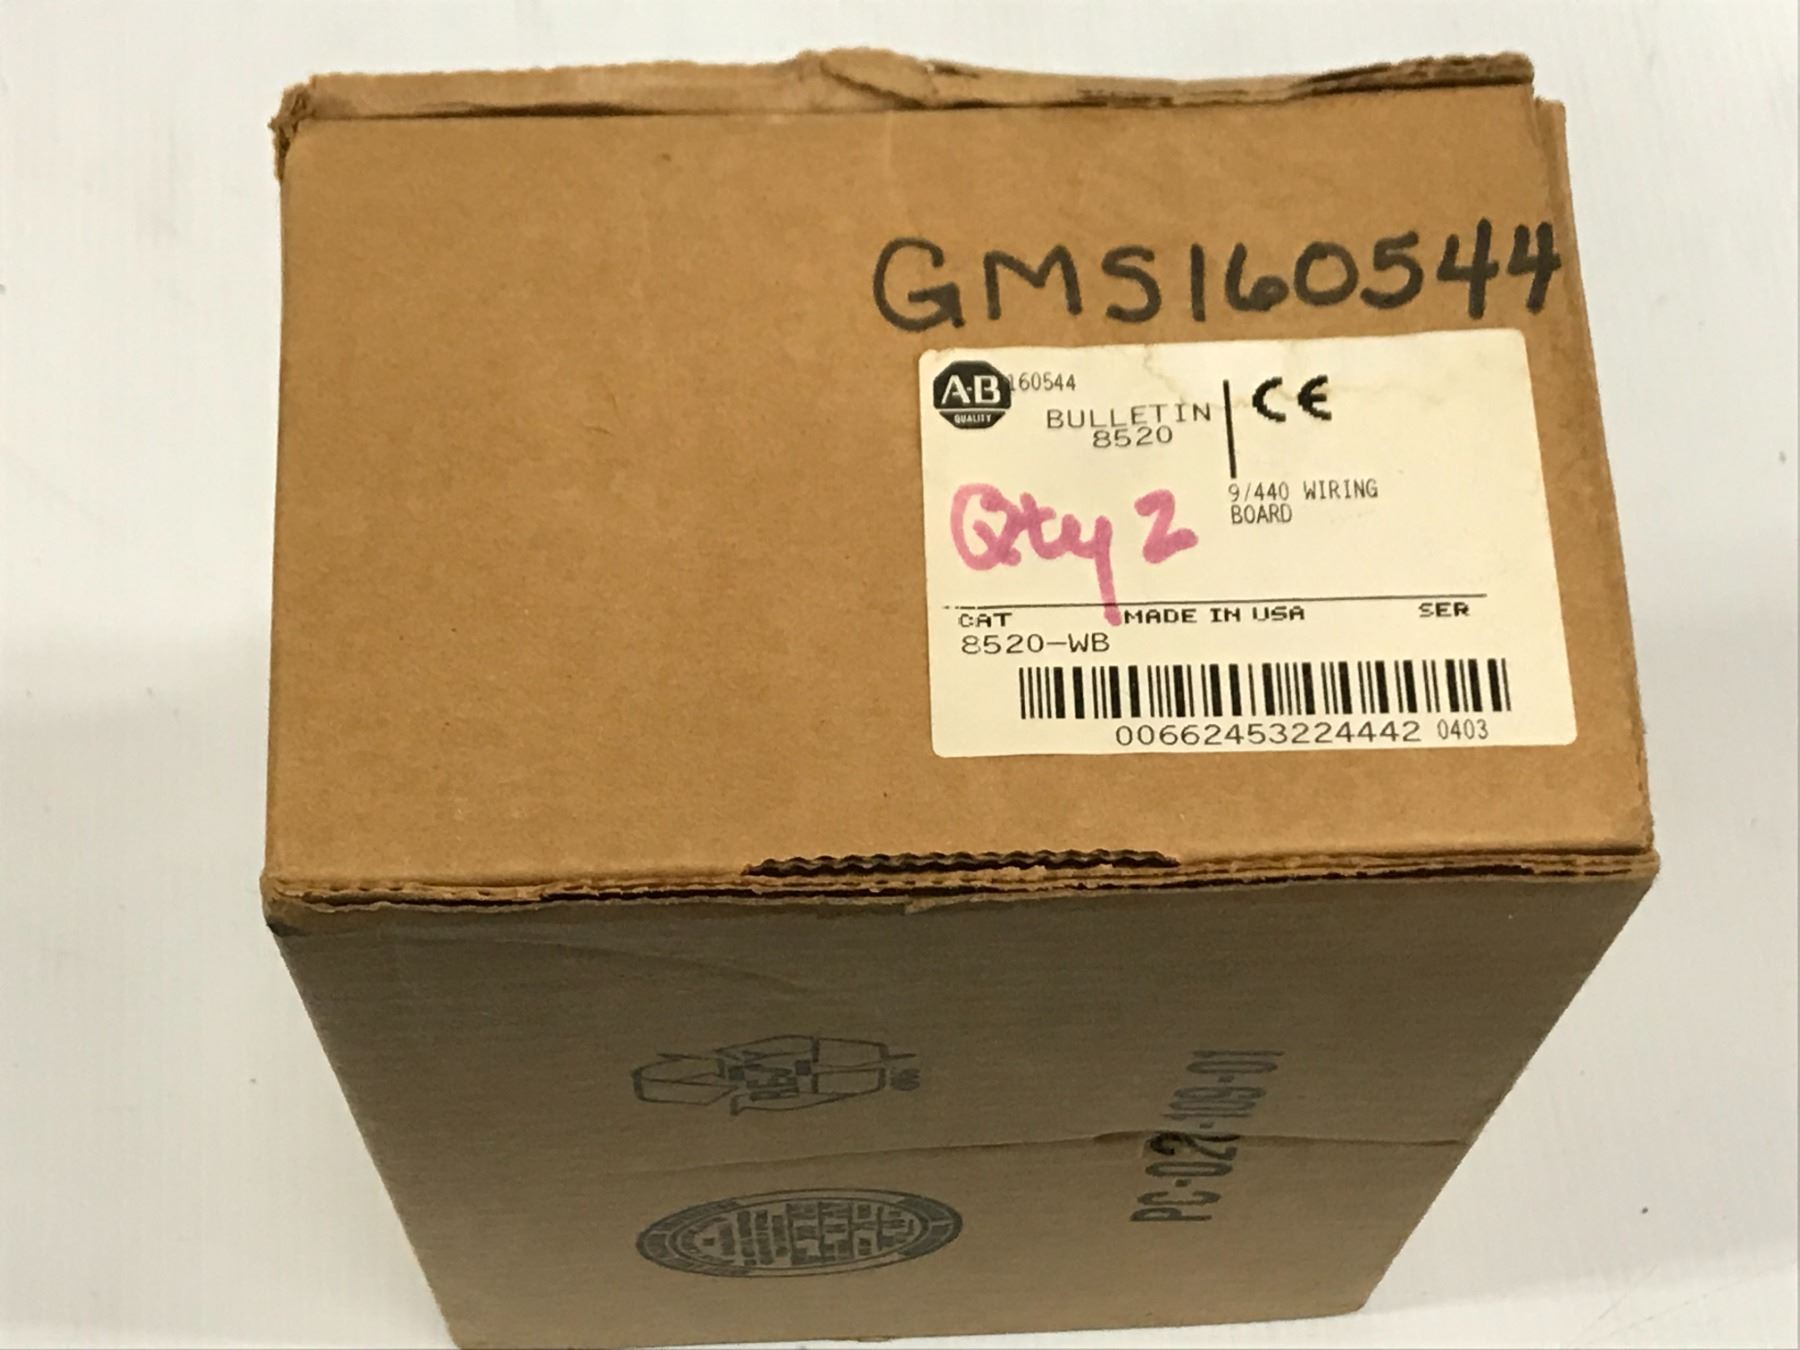 GMS160544
A-B
QUALITY
160544
BULLETIN
8520
CE
9/440 WIRING
BOARD
Qty 2
CAT MADE IN USA SER
8520-WB
00662453224442 0403
PC-027-109-01